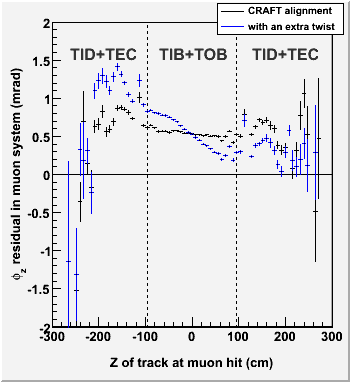 CRAFT alignment
with an extra twist
TID+TEC TIB+TOB TID+TEC
ϕz residual in muon system (mrad)
2
1.5
1
0.5
0
-0.5
-1
-1.5
-2
-300 -200 -100 0 100 200 300
Z of track at muon hit (cm)